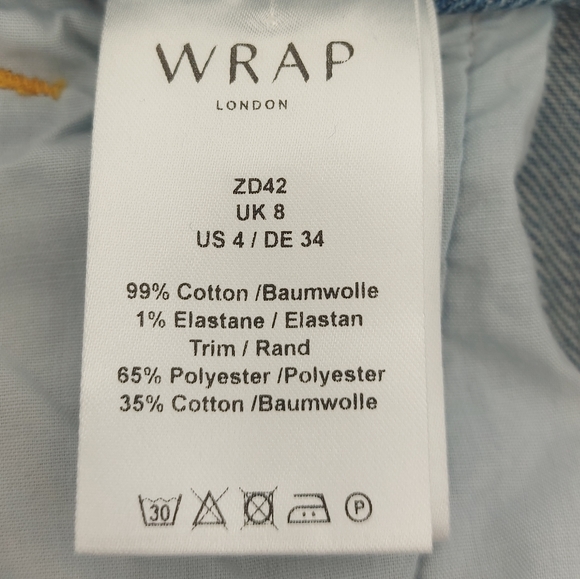 WRAP
LONDON
ZD42
UK 8
US 4 / DE 34
99% Cotton /Baumwolle
1% Elastane / Elastan
Trim / Rand
65% Polyester /Polyester
35% Cotton /Baumwolle
30
P